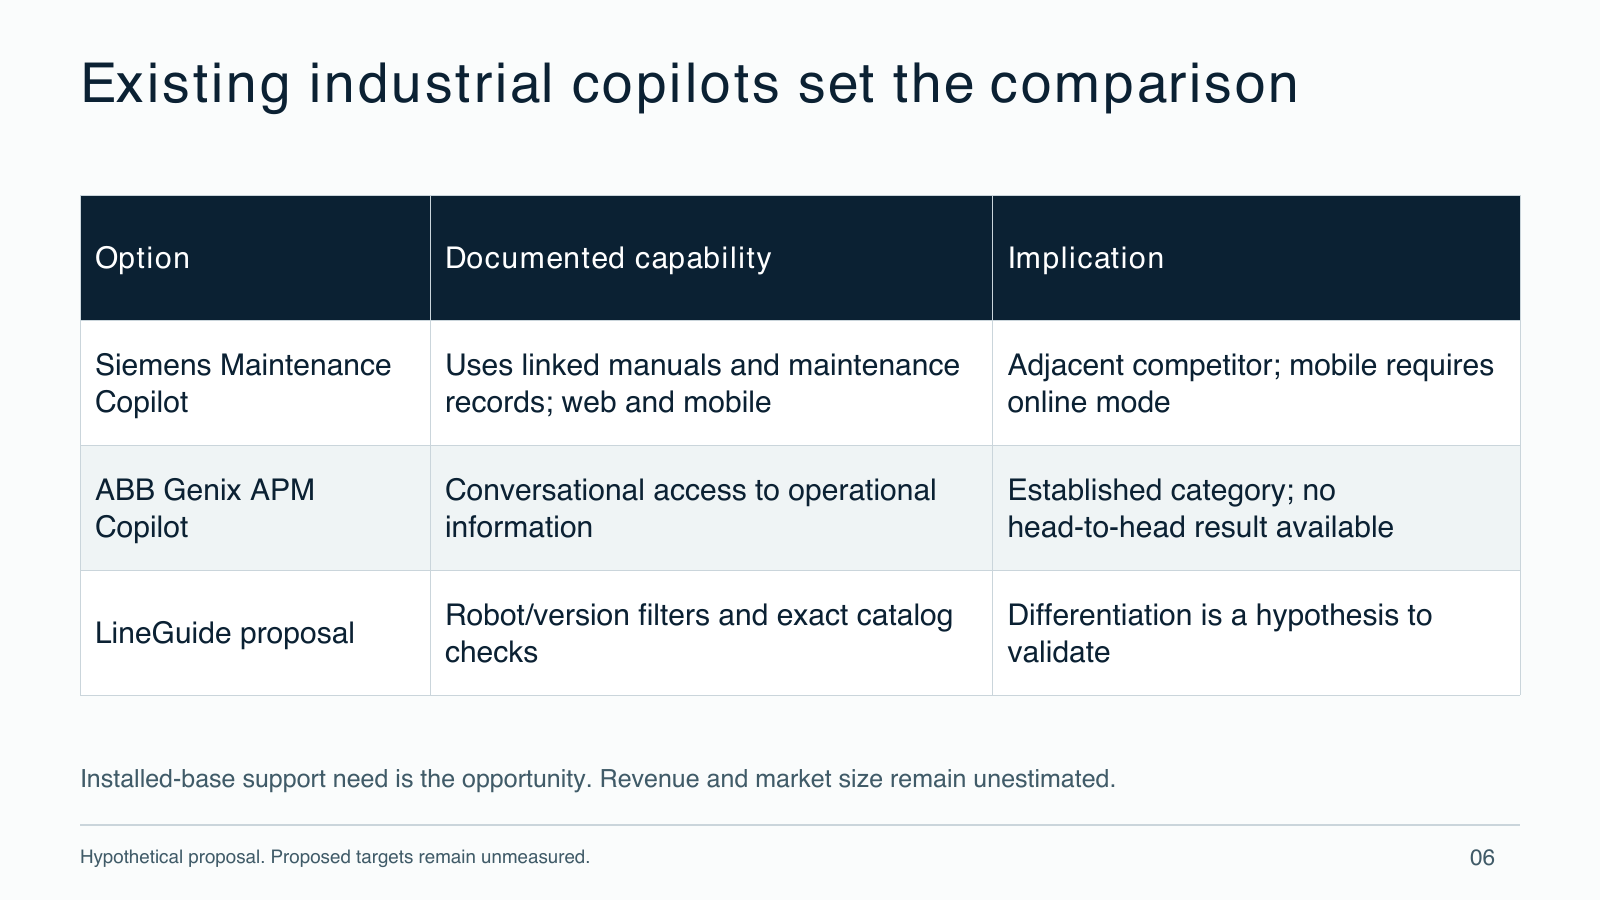 Existing industrial copilots set the comparison
Option
Documented capability
Implication
Siemens Maintenance
Copilot
Uses linked manuals and maintenance
records; web and mobile
Adjacent competitor; mobile requires
online mode
ABB Genix APM
Copilot
Conversational access to operational
information
Established category; no
head-to-head result available
LineGuide proposal
Robot/version filters and exact catalog
checks
Differentiation is a hypothesis to
validate
Installed-base support need is the opportunity. Revenue and market size remain unestimated.
Hypothetical proposal. Proposed targets remain unmeasured.
06